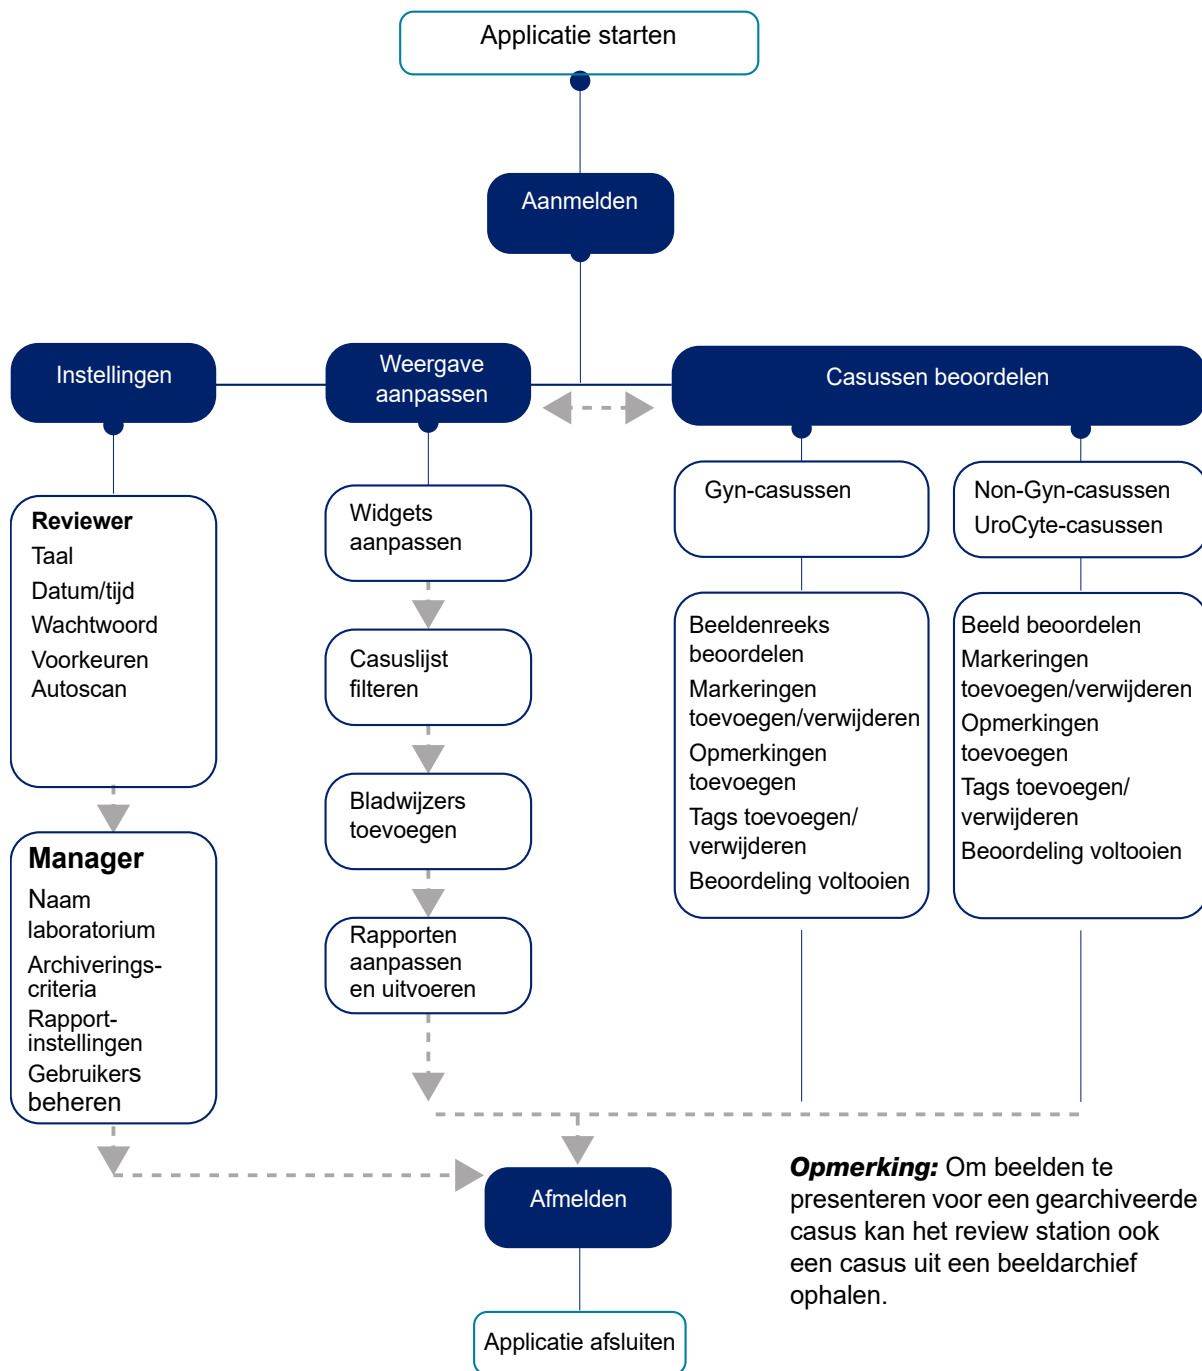 Applicatie starten
Aanmelden
Instellingen
Weergave
aanpassen
Casussen beoordelen
Reviewer
Taal
Datum/tijd
Wachtwoord
Voorkeuren
Autoscan
Manager
Naam
laboratorium
Archiverings-
criteria
Rapport-
instellingen
Gebruikers
beheren
Widgets
aanpassen
Casuslijst
filteren
Bladwijzers
toevoegen
Rapporten
aanpassen
en uitvoeren
Gyn-casussen
Beeldenreeks
beoordelen
Markeringen
toevoegen/verwijderen
Opmerkingen
toevoegen
Tags toevoegen/
verwijderen
Beoordeling voltooien
Non-Gyn-casussen
UroCyte-casussen
Beeld beoordelen
Markeringen
toevoegen/verwijderen
Opmerkingen
toevoegen
Tags toevoegen/
verwijderen
Beoordeling voltooien
Afmelden
Applicatie afsluiten
Opmerking: Om beelden te
presenteren voor een gearchiveerde
casus kan het review station ook
een casus uit een beeldarchief
ophalen.